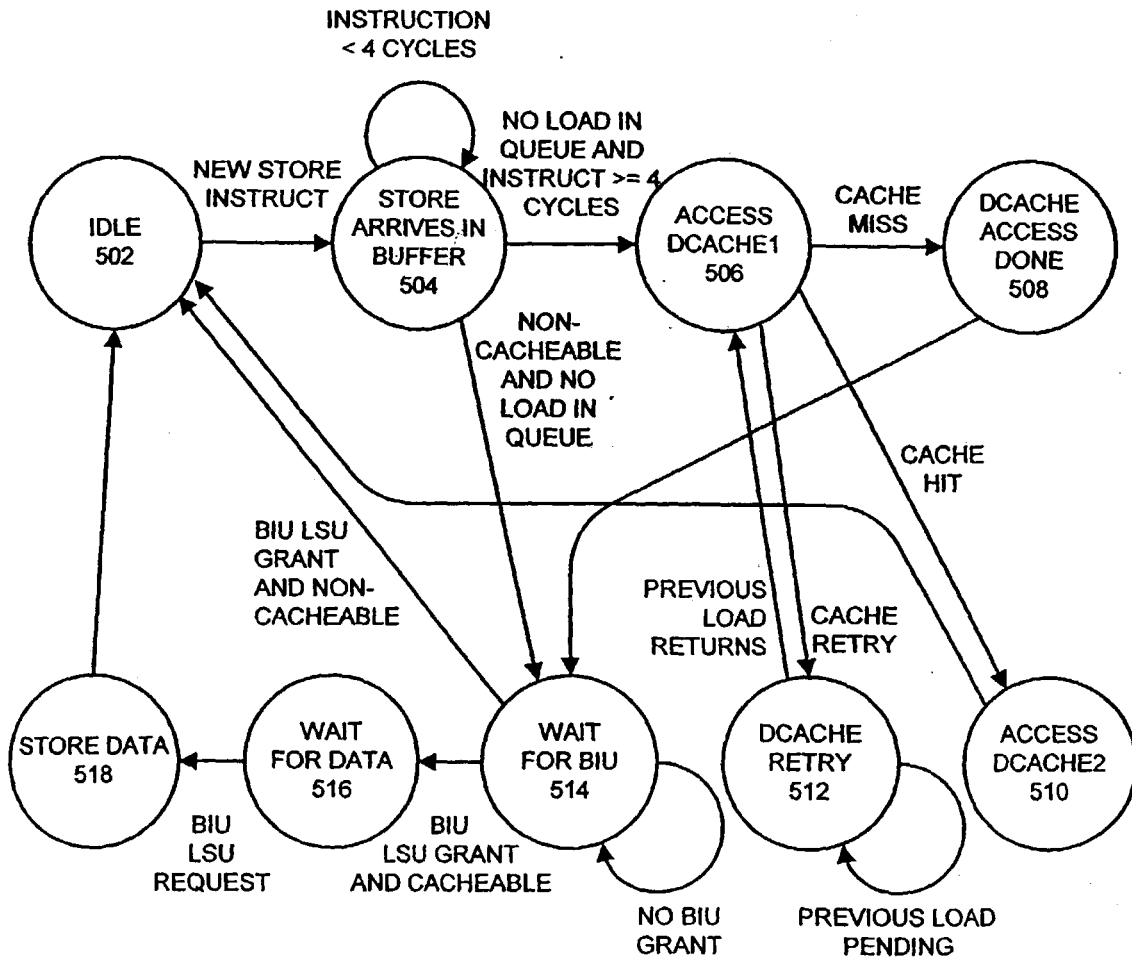 INSTRUCTION
< 4 CYCLES
NO LOAD IN
QUEUE AND
INSTRUCT >= 4
CYCLES
NEW STORE
INSTRUCT
IDLE
502
STORE
ARRIVES IN
BUFFER
504
ACCESS
DCACHE1
506
CACHE
MISS
DCACHE
ACCESS
DONE
508
NON-
CACHEABLE
AND NO
LOAD IN
QUEUE
CACHE
HIT
BIU LSU
GRANT
AND NON-
CACHEABLE
PREVIOUS
LOAD
RETURNS
CACHE
RETRY
STORE DATA
518
WAIT
FOR DATA
516
WAIT
FOR BIU
514
DCACHE
RETRY
512
ACCESS
DCACHE2
510
BIU
LSU
REQUEST
BIU
LSU GRANT
AND CACHEABLE
NO BIU
GRANT
PREVIOUS LOAD
PENDING